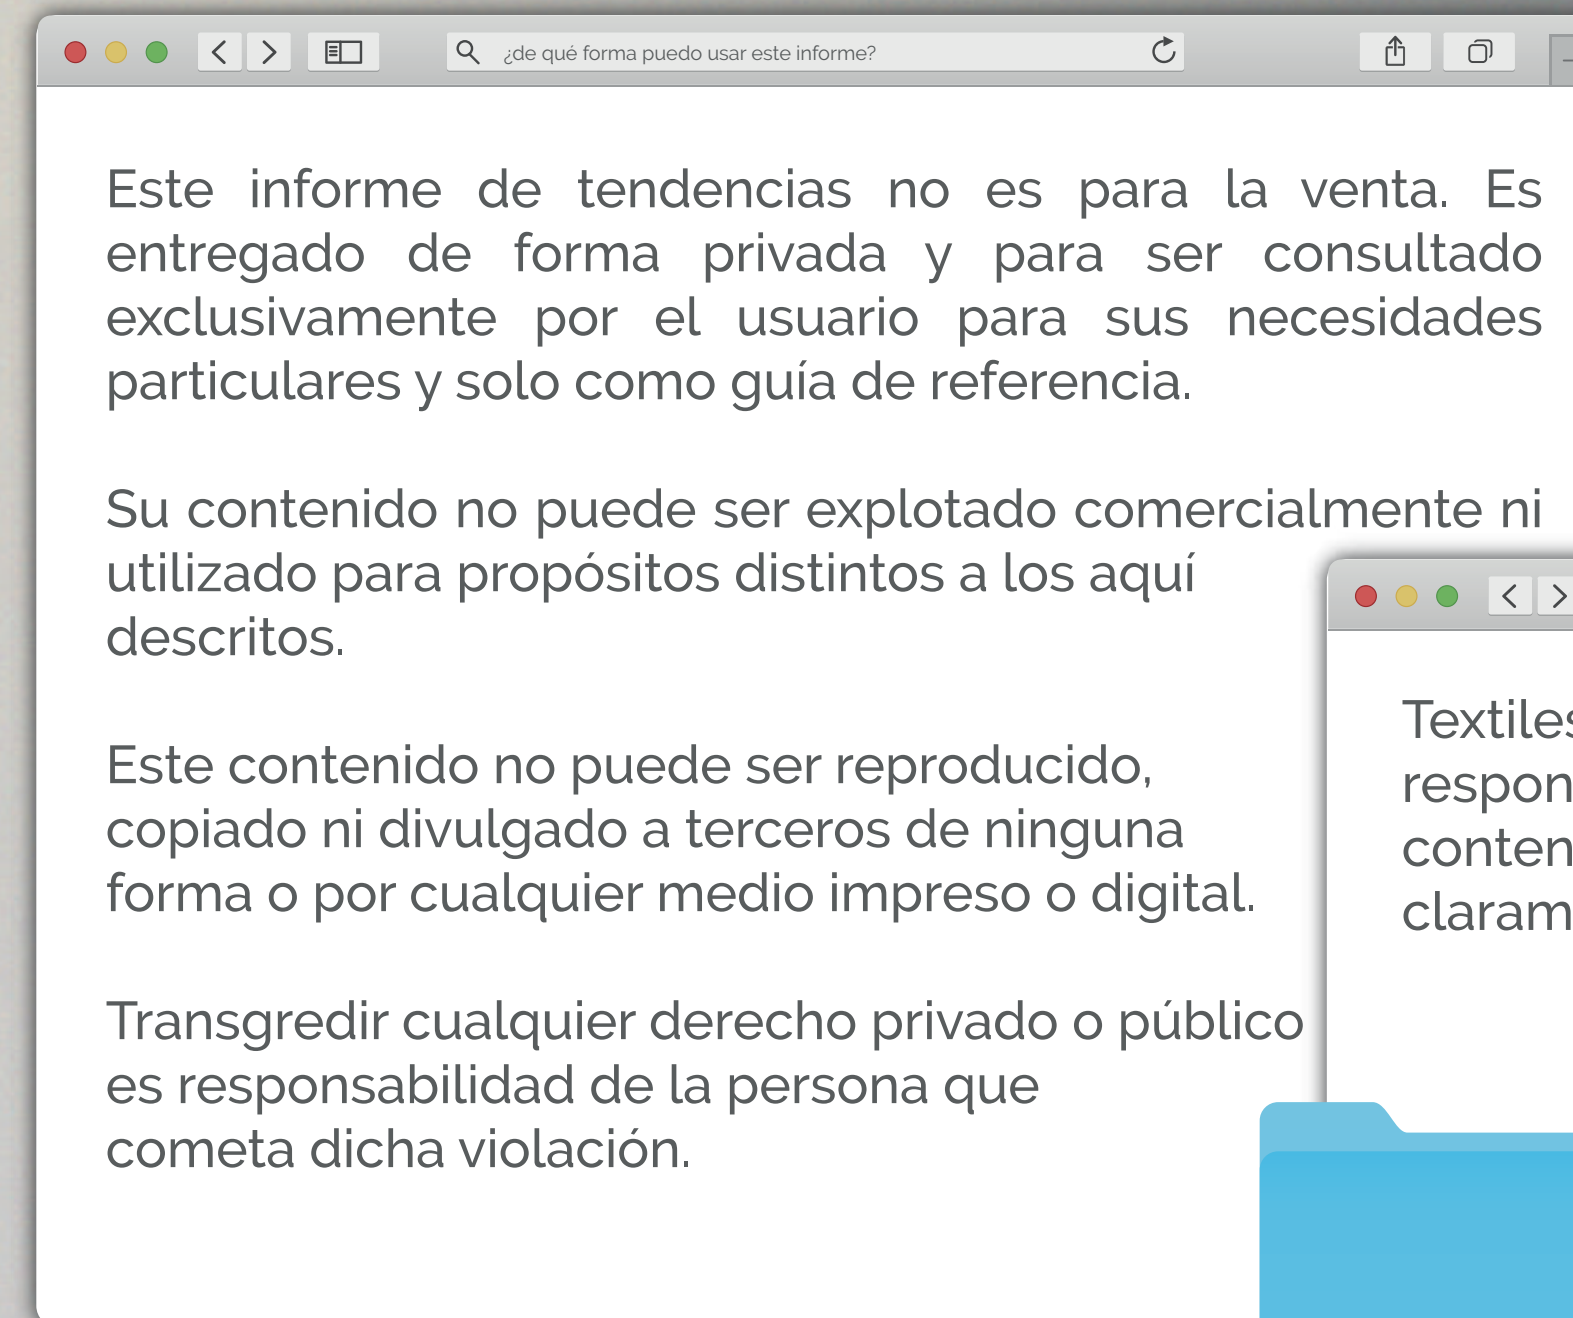 ¿de qué forma puedo usar este informe?
Este informe de tendencias no es para la venta. Es
entregado de forma privada y para ser consultado
exclusivamente por el usuario para sus necesidades
particulares y solo como guía de referencia.
Su contenido no puede ser explotado comercialmente ni
utilizado para propósitos distintos a los aquí
descritos.
Este contenido no puede ser reproducido,
copiado ni divulgado a terceros de ninguna
forma o por cualquier medio impreso o digital.
Transgredir cualquier derecho privado o público
es responsabilidad de la persona que
cometa dicha violación.
Textiles